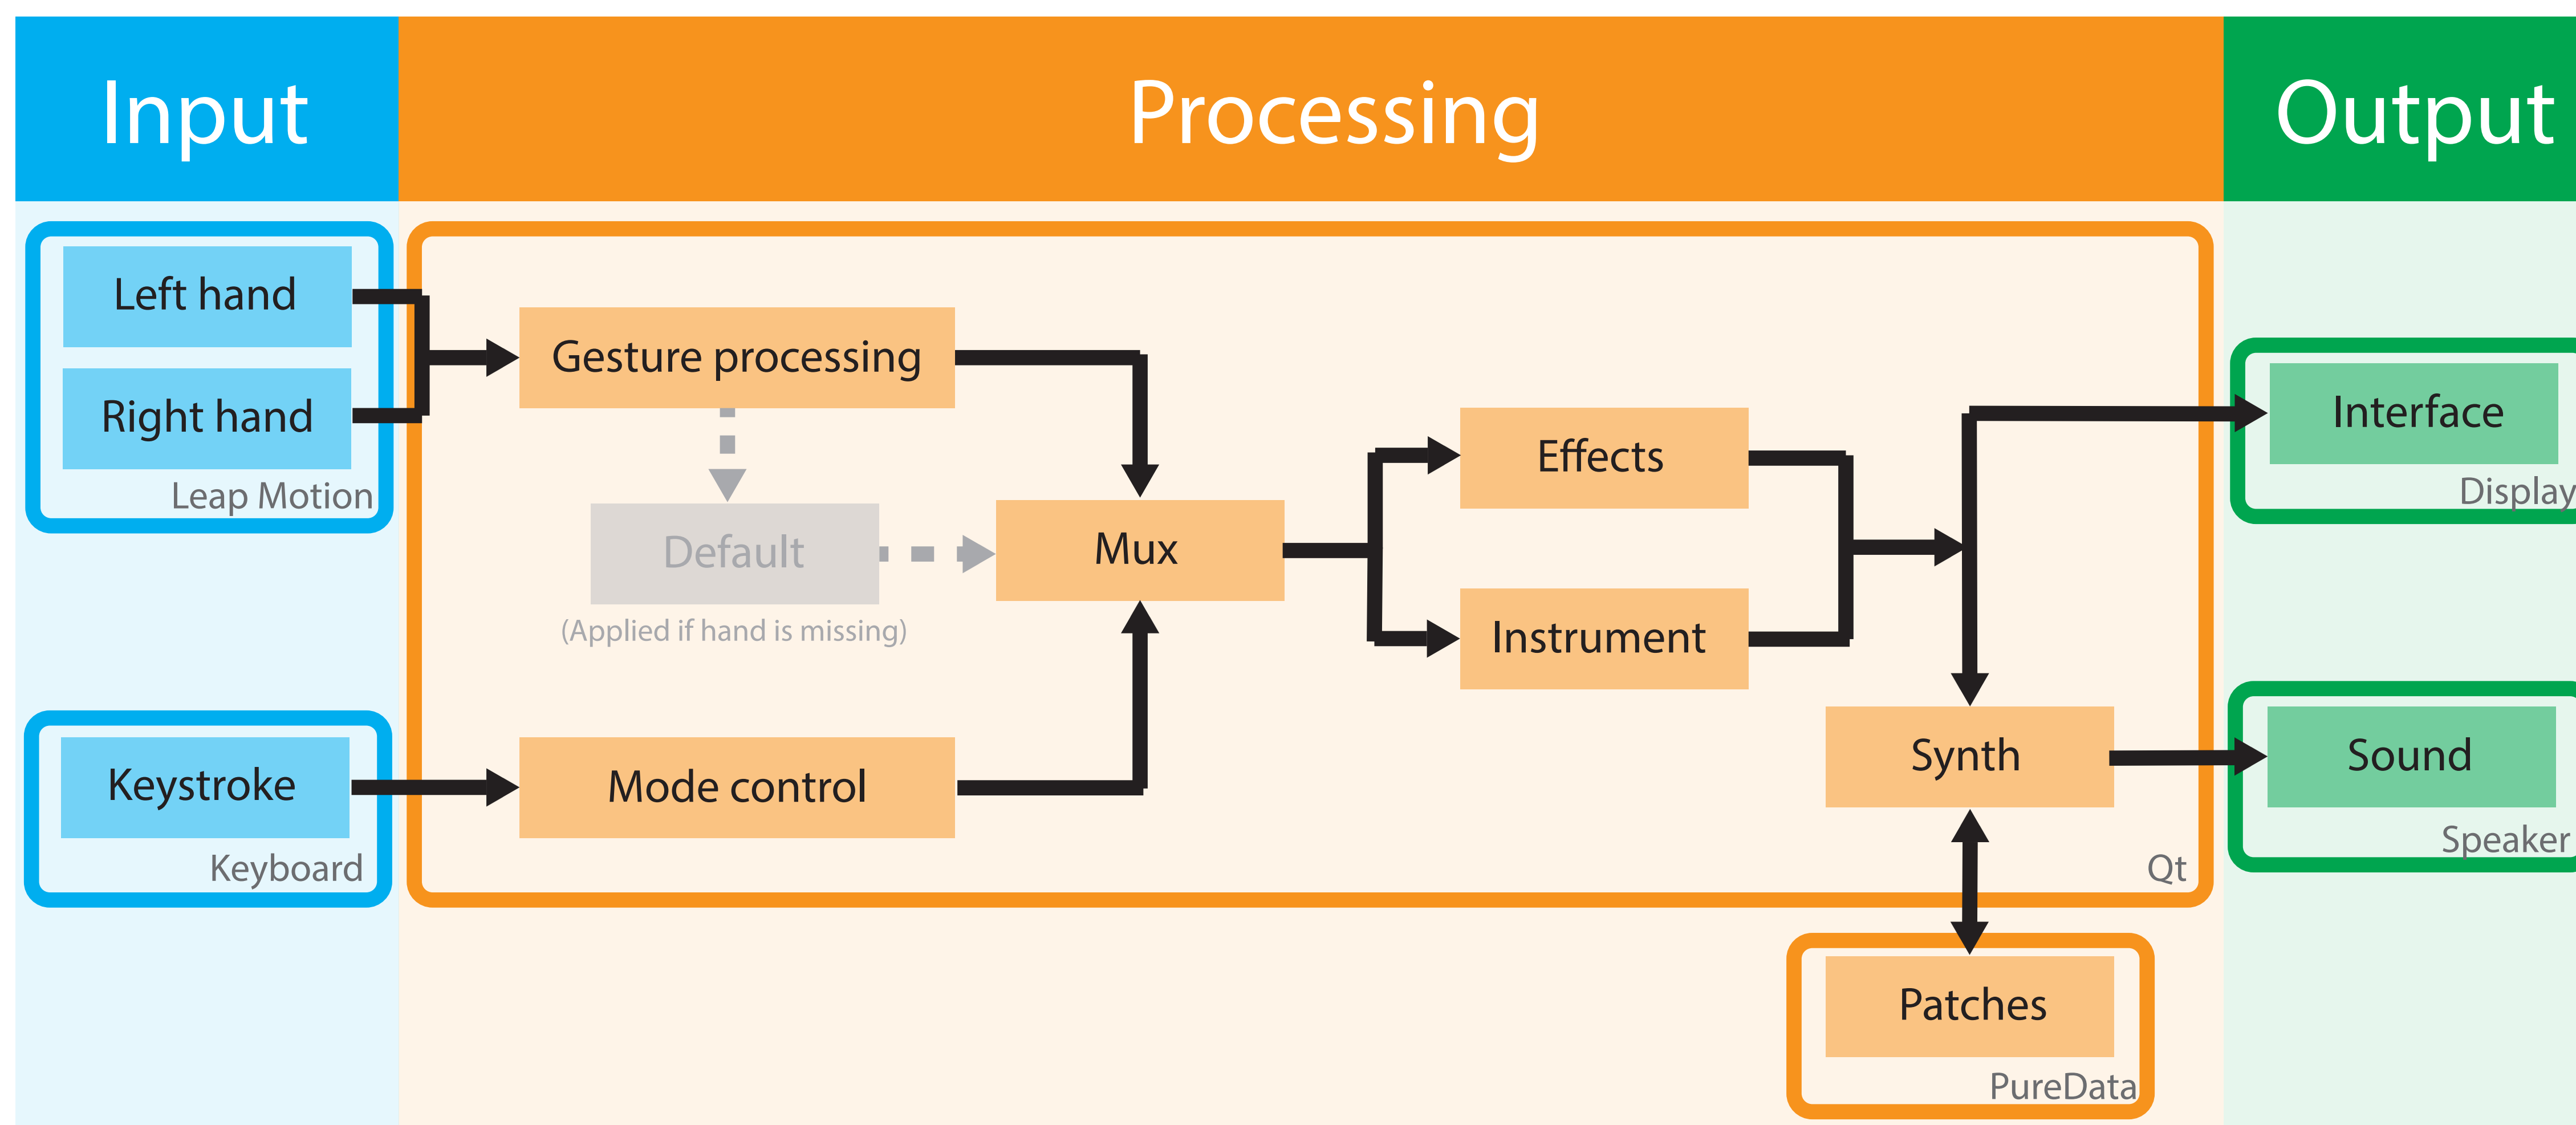 Input
Processing
Output
Left hand
Right hand
Leap Motion
Keystroke
Keyboard
Gesture processing
Default
(Applied if hand is missing)
Mode control
Mux
Effects
Instrument
Synth
Qt
Patches
PureData
Interface
Display
Sound
Speaker